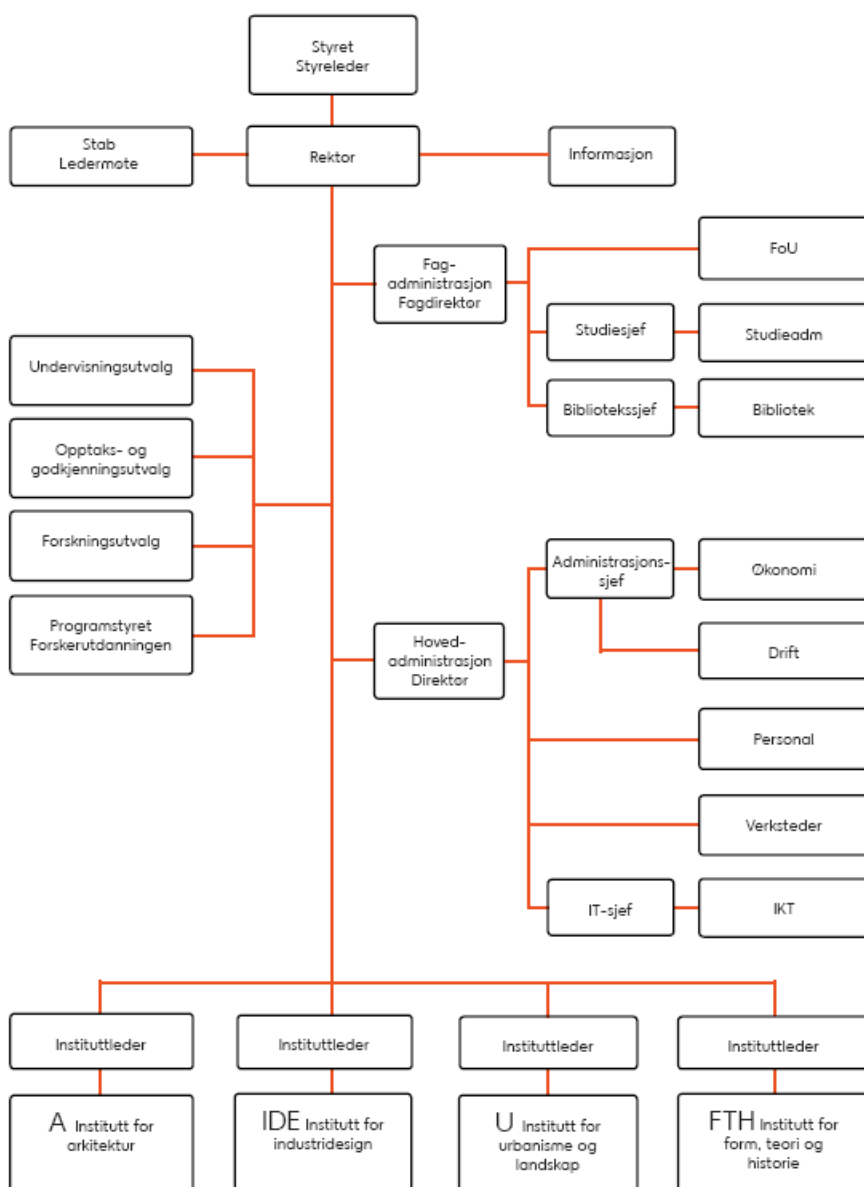 Styret
Styreleder
Stab
Ledermøte
Rektor
Informasjon
Fag-
administrasjon
Fagdirektør
FoU
Studiesjef
Studieadm
Bibliotekssjef
Bibliotek
Undervisningsutvalg
Opptaks- og
godkjenningsutvalg
Forskningsutvalg
Programstyret
Forskerutdanningen
Hoved-
administrasjon
Direktør
Administrasjons-
sjef
Økonomi
Drift
Personal
Verksteder
IT-sjef
IKT
Instituttleder
Instituttleder
Instituttleder
Instituttleder
A Institutt for
arkitektur
IDE Institutt for
industridesign
U Institutt for
urbanisme og
landskap
FTH Institutt for
form, teori og
historie